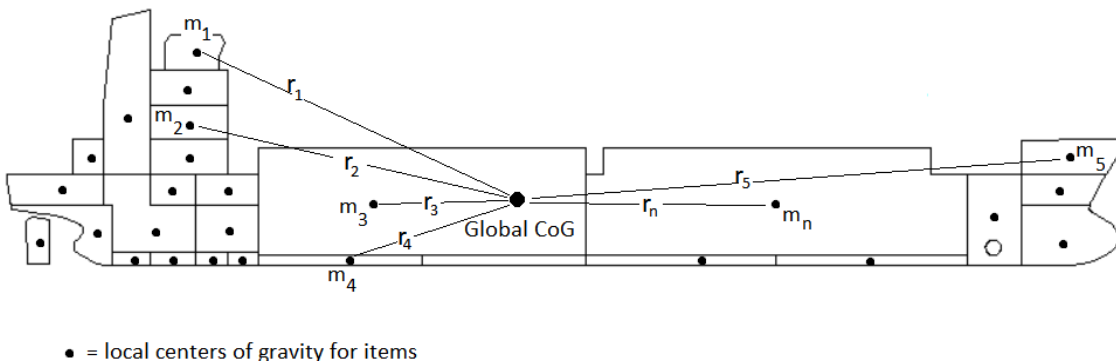 m1
r1
m2
r2
m5
r5
m3
r3
rn
mn
Global CoG
r4
m4
• = local centers of gravity for items